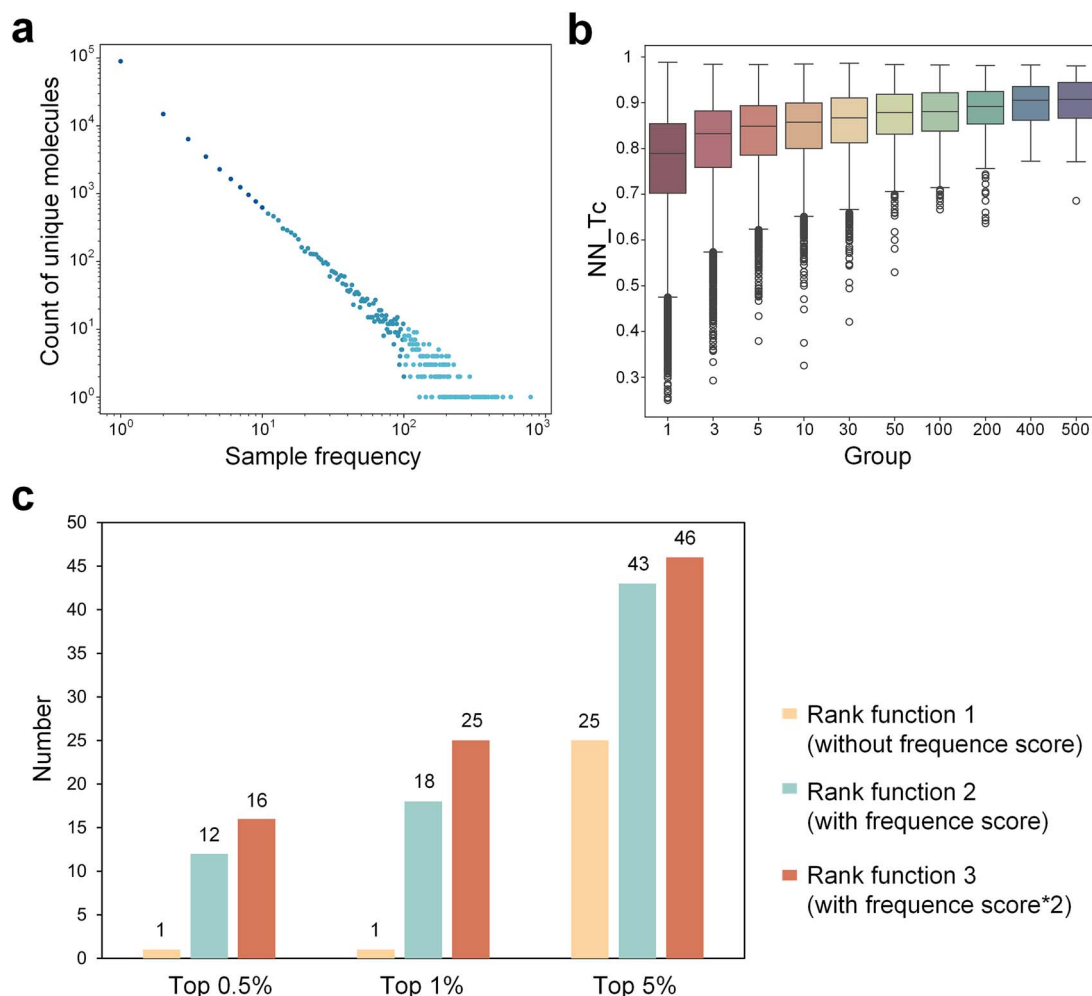 a
10^5
10^4
10^3
10^2
10^1
10^0
Count of unique molecules
10^0
10^1
10^2
10^3
Sample frequency
b
1
0.9
0.8
0.7
0.6
0.5
0.4
0.3
NN_Tc
1
3
5
10
30
50
100
200
400
500
Group
c
50
45
40
35
30
25
20
15
10
5
0
Number
1
12
16
1
18
25
25
43
46
Top 0.5%
Top 1%
Top 5%
Rank function 1
(without frequence score)
Rank function 2
(with frequence score)
Rank function 3
(with frequence score*2)